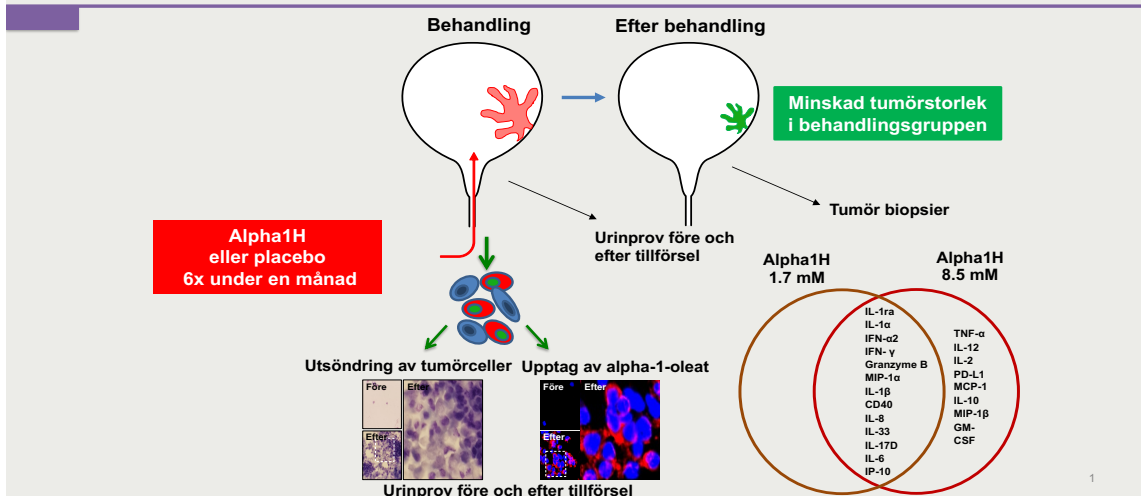 Behandling
Efter behandling
Minskad tumörstorlek
i behandlingsgruppen
Tumör biopsier
Urinprov före och
efter tillförsel
Alpha1H
eller placebo
6x under en månad
Utsöndring av tumörceller
Upptag av alpha-1-oleat
Före
Efter
Efter
Före
Efter
Efter
Urinprov före och efter tillförsel
Alpha1H
1.7 mM
Alpha1H
8.5 mM
IL-1ra
IL-1α
IFN-α2
IFN- γ
Granzyme B
MIP-1α
IL-1β
CD40
IL-8
IL-33
IL-17D
IL-6
IP-10
TNF-α
IL-12
IL-2
PD-L1
MCP-1
IL-10
MIP-1β
GM-
CSF
1